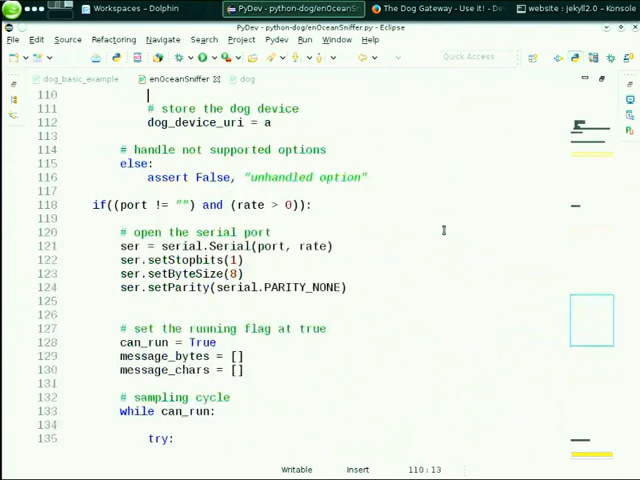 Workspaces – Dolphin
PyDev - python-dog/enOceanS
The Dog Gateway - Use it! - D
website : jekyll2.0 – Konsole
PyDev - python-dog/enOceanSniffer.py - Eclipse
File Edit Source Refactoring Navigate Search Project Pydev Run Window Help
Quick Access
dog_basic_example enOceanSniffer dog
110
111 # store the dog device
112 dog_device_uri = a
113
114 # handle not supported options
115 else:
116 assert False, "unhandled option"
117
118 if((port != "") and (rate > 0)):
119
120 # open the serial port
121 ser = serial.Serial(port, rate)
122 ser.setStopbits(1)
123 ser.setByteSize(8)
124 ser.setParity(serial.PARITY_NONE)
125
127 # set the running flag at true
128 can_run = True
129 message_bytes = []
130 message_chars = []
132 # sampling cycle
133 while can_run:
135 try:
Writable Insert 110 : 13